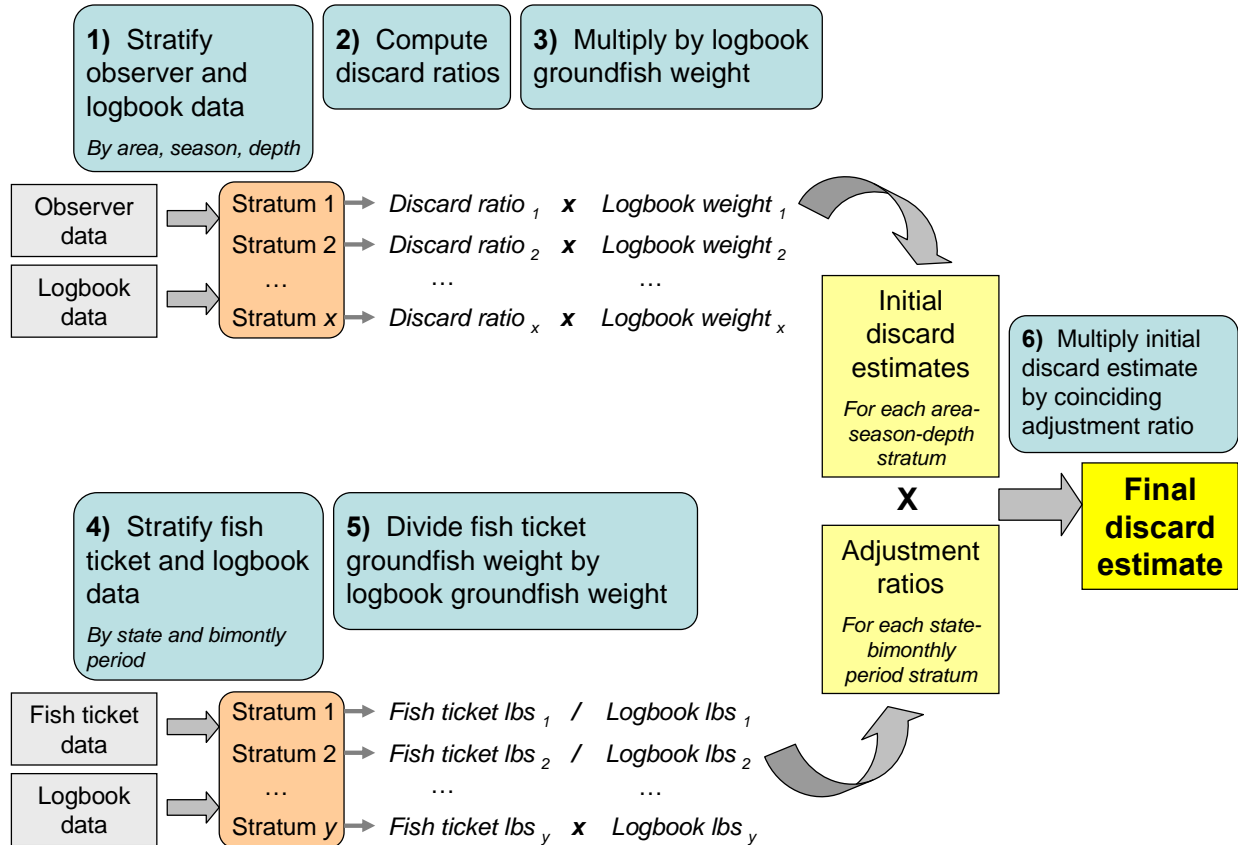 1) Stratify
observer and
logbook data
By area, season, depth
2) Compute
discard ratios
3) Multiply by logbook
groundfish weight
Observer
data
Logbook
data
Stratum 1
Stratum 2
…
Stratum x
Discard ratio 1 x Logbook weight 1
Discard ratio 2 x Logbook weight 2
… …
Discard ratio x x Logbook weight x
Initial
discard
estimates
For each area-
season-depth
stratum
6) Multiply initial
discard estimate
by coinciding
adjustment ratio
X
Final
discard
estimate
Adjustment
ratios
For each state-
bimonthly
period stratum
4) Stratify fish
ticket and logbook
data
By state and bimontly
period
5) Divide fish ticket
groundfish weight by
logbook groundfish weight
Fish ticket
data
Logbook
data
Stratum 1
Stratum 2
…
Stratum y
Fish ticket lbs 1 / Logbook lbs 1
Fish ticket lbs 2 / Logbook lbs 2
… …
Fish ticket lbs y x Logbook lbs y